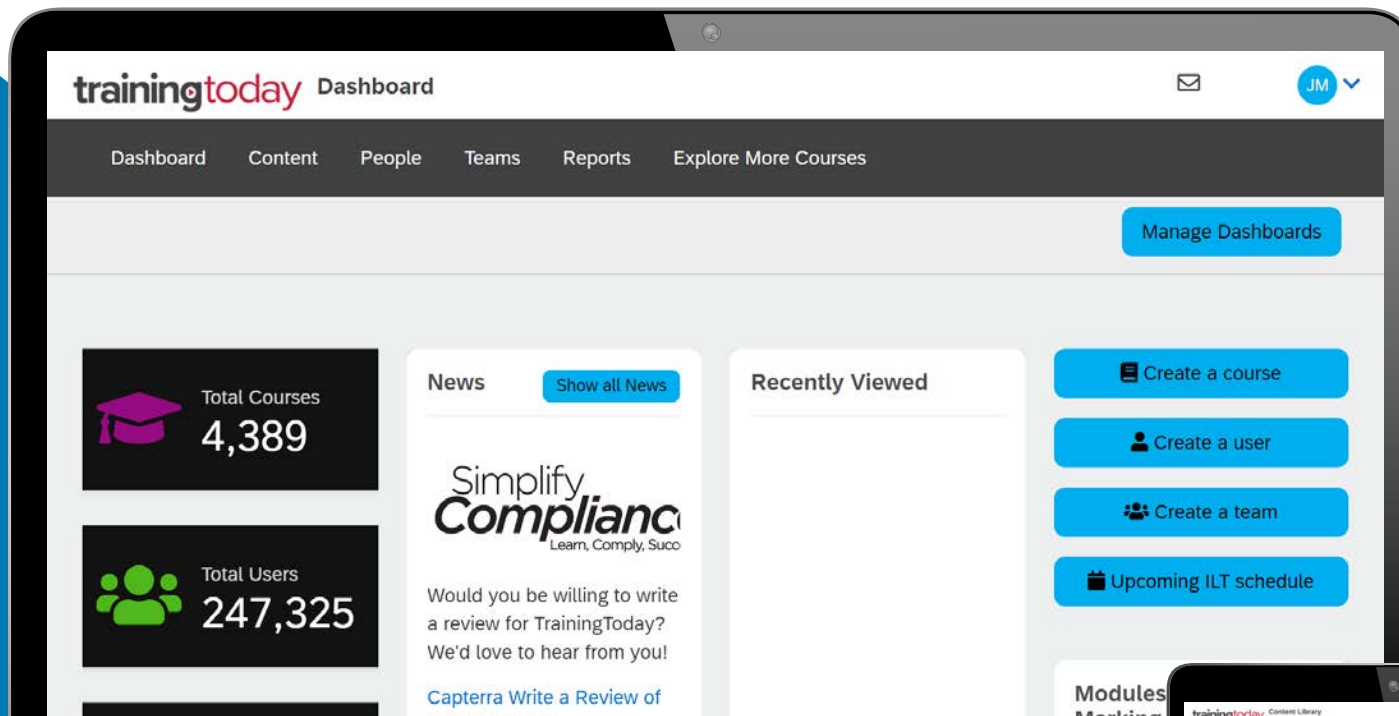 trainingtoday Dashboard
JM
Dashboard Content People Teams Reports Explore More Courses
Manage Dashboards
Total Courses
4,389
Total Users
247,325
News Show all News
Simplify
Complianc
Learn, Comply, Succ
Would you be willing to write
a review for TrainingToday?
We'd love to hear from you!
Capterra Write a Review of
Recently Viewed
Create a course
Create a user
Create a team
Upcoming ILT schedule
Modules
trainingtoday Content Library